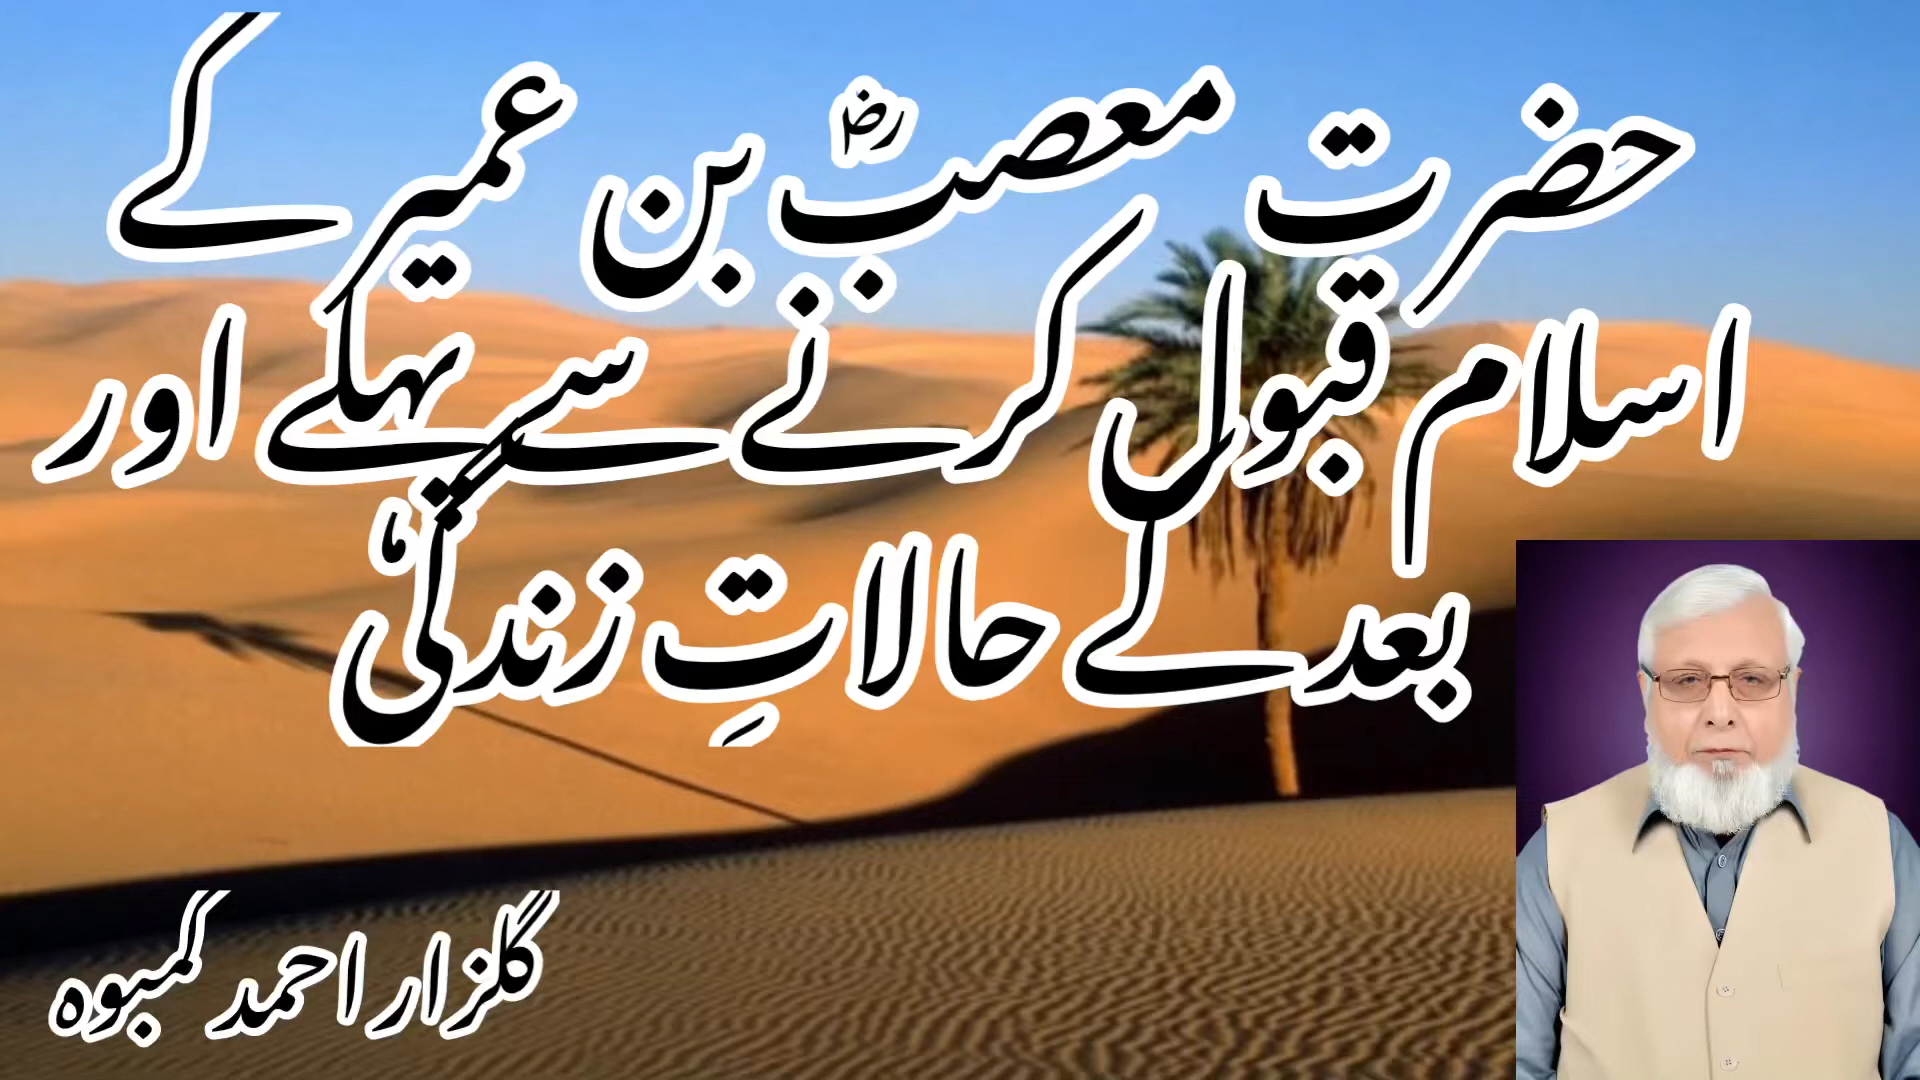 حضرت معصبؓ بن عمیر کے
اسلام قبول کرنے سے پہلے اور
بعد کے حالاتِ زندگی
گلزار احمد کمبوہ